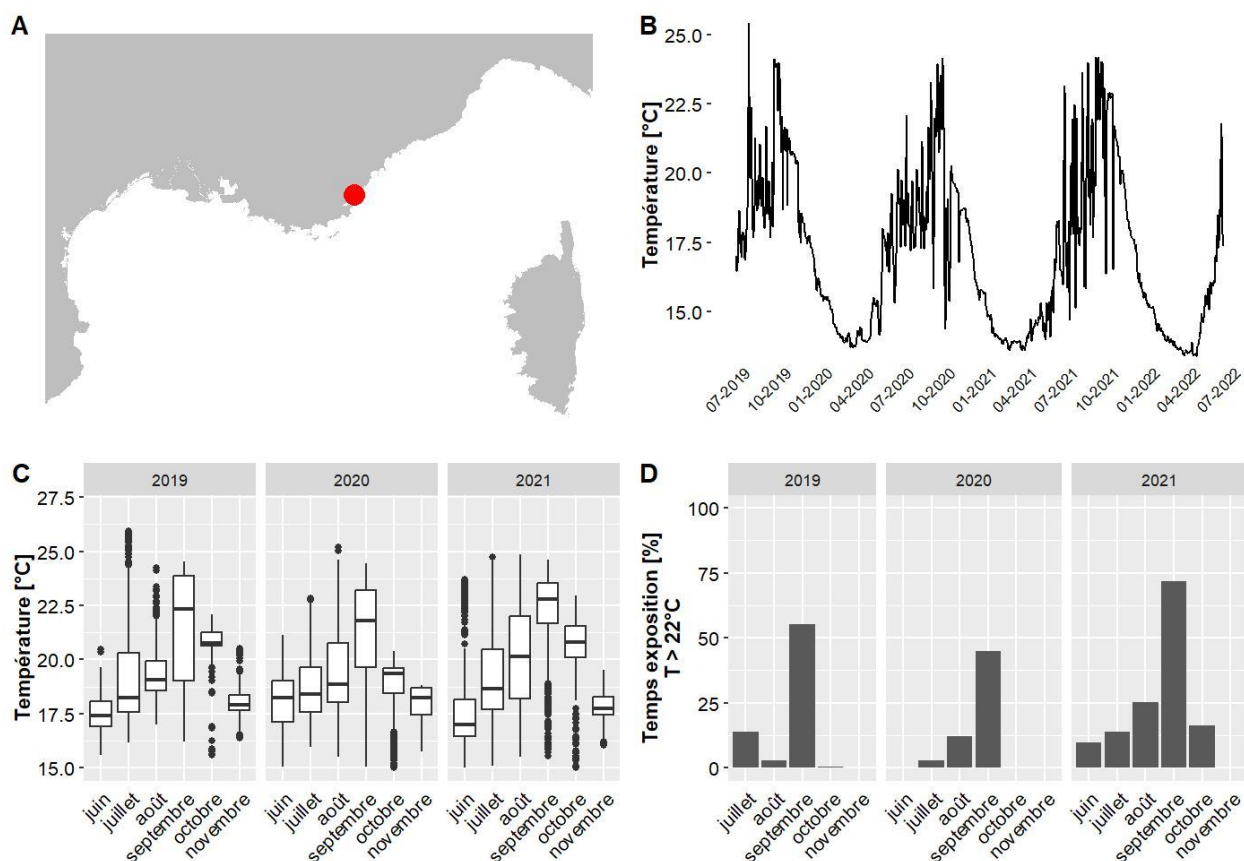 A
B
Température [°C]
25.0
22.5
20.0
17.5
15.0
07-2019
10-2019
01-2020
04-2020
07-2020
10-2020
01-2021
04-2021
07-2021
10-2021
01-2022
04-2022
07-2022
C
2019
2020
2021
Température [°C]
27.5
25.0
22.5
20.0
17.5
15.0
juin
juillet
août
septembre
octobre
novembre
juin
juillet
août
septembre
octobre
novembre
juin
juillet
août
septembre
octobre
novembre
D
2019
2020
2021
Temps exposition [%]
T > 22°C
100
75
50
25
0
juillet
août
septembre
octobre
novembre
juin
juillet
août
septembre
octobre
novembre
juin
juillet
août
septembre
octobre
novembre